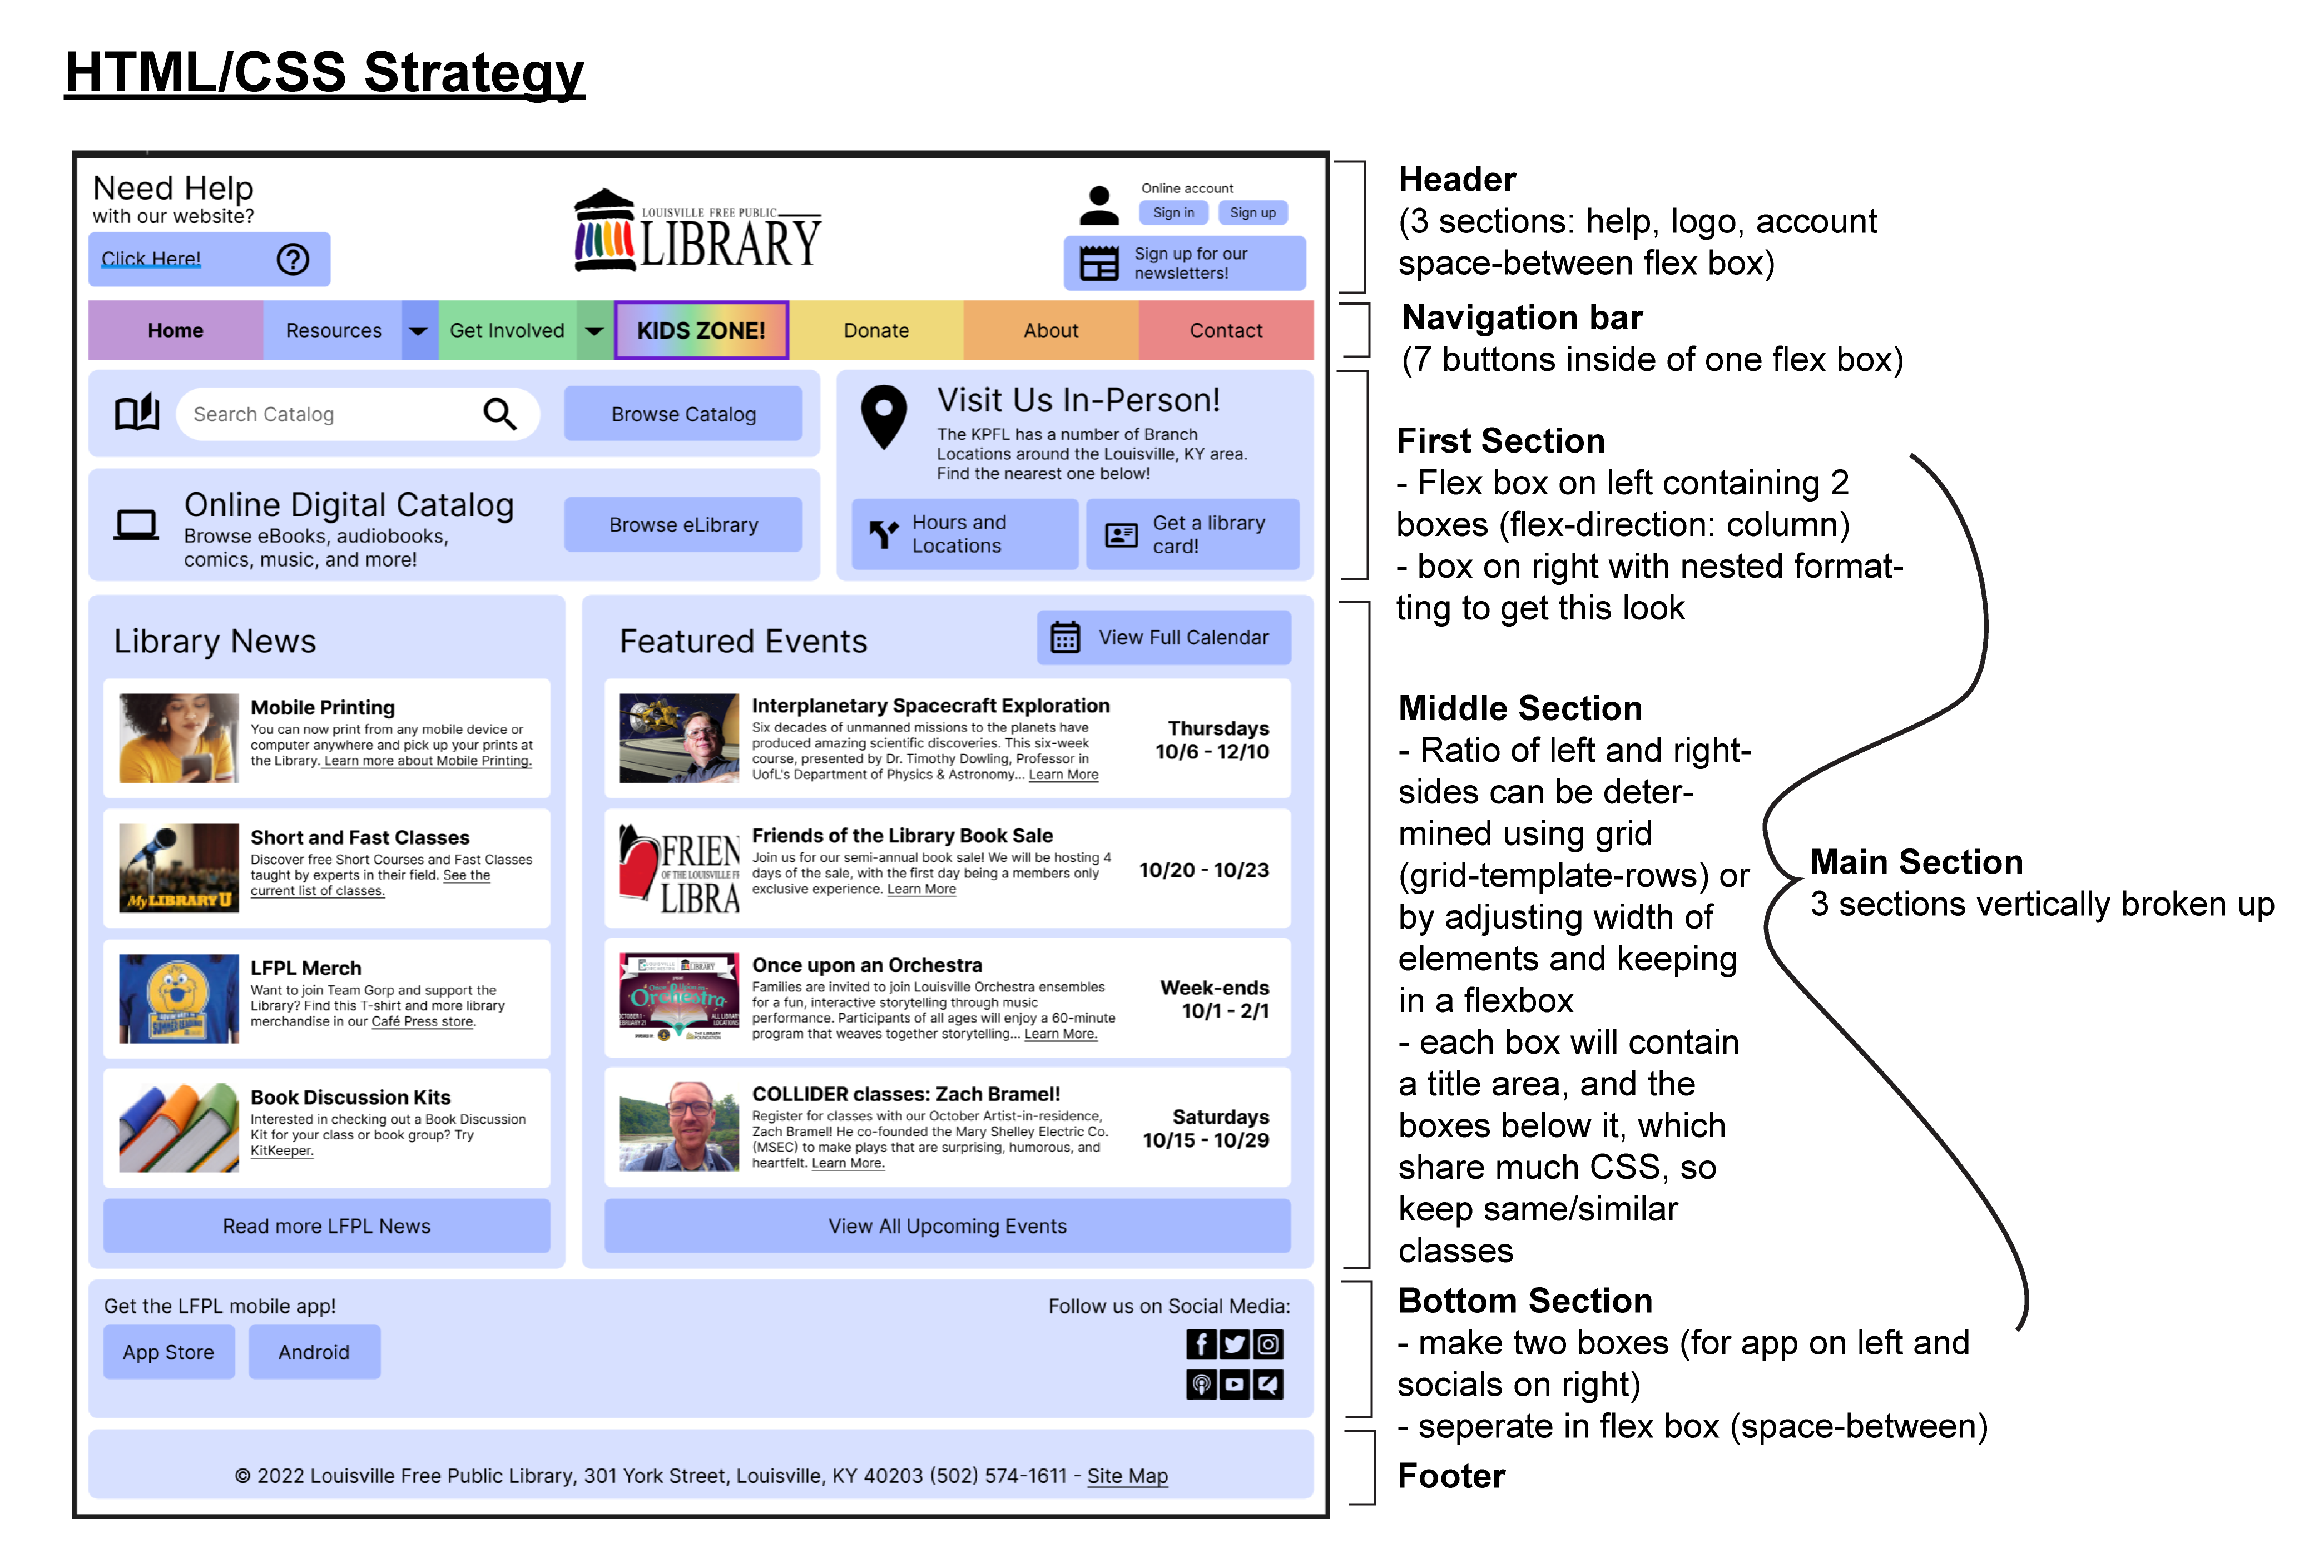 HTML/CSS Strategy
Need Help
with our website?
Click Here!
LOUISVILLE FREE PUBLIC
LIBRARY
Online account
Sign in
Sign up
Sign up for our
newsletters!
Home
Resources
Get Involved
KIDS ZONE!
Donate
About
Contact
Search Catalog
Browse Catalog
Online Digital Catalog
Browse eBooks, audiobooks,
comics, music, and more!
Browse eLibrary
Visit Us In-Person!
The KPFL has a number of Branch
Locations around the Louisville, KY area.
Find the nearest one below!
Hours and
Locations
Get a library
card!
Library News
Mobile Printing
You can now print from any mobile device or
computer anywhere and pick up your prints at
the Library. Learn more about Mobile Printing.
My LIBRARY U
Short and Fast Classes
Discover free Short Courses and Fast Classes
taught by experts in their field. See the
current list of classes.
LFPL Merch
Want to join Team Gorp and support the
Library? Find this T-shirt and more library
merchandise in our Café Press store.
Book Discussion Kits
Interested in checking out a Book Discussion
Kit for your class or book group? Try
KitKeeper.
Read more LFPL News
Featured Events
View Full Calendar
Interplanetary Spacecraft Exploration
Six decades of unmanned missions to the planets have
produced amazing scientific discoveries. This six-week
course, presented by Dr. Timothy Dowling, Professor in
UofL's Department of Physics & Astronomy... Learn More
Thursdays
10/6 - 12/10
FRIEN
OF THE LOUISVILLE FR
LIBRA
Friends of the Library Book Sale
Join us for our semi-annual book sale! We will be hosting 4
days of the sale, with the first day being a members only
exclusive experience. Learn More
10/20 - 10/23
Orchestra
Once upon an Orchestra
Families are invited to join Louisville Orchestra ensembles
for a fun, interactive storytelling through music
performance. Participants of all ages will enjoy a 60-minute
program that weaves together storytelling... Learn More.
Week-ends
10/1 - 2/1
COLLIDER classes: Zach Bramel!
Register for classes with our October Artist-in-residence,
Zach Bramel! He co-founded the Mary Shelley Electric Co.
(MSEC) to make plays that are surprising, humorous, and
heartfelt. Learn More.
Saturdays
10/15 - 10/29
View All Upcoming Events
Get the LFPL mobile app!
App Store
Android
Follow us on Social Media:
© 2022 Louisville Free Public Library, 301 York Street, Louisville, KY 40203 (502) 574-1611 - Site Map
Header
(3 sections: help, logo, account
space-between flex box)
Navigation bar
(7 buttons inside of one flex box)
First Section
- Flex box on left containing 2
boxes (flex-direction: column)
- box on right with nested format-
ting to get this look
Middle Section
- Ratio of left and right-
sides can be deter-
mined using grid
(grid-template-rows) or
by adjusting width of
elements and keeping
in a flexbox
- each box will contain
a title area, and the
boxes below it, which
share much CSS, so
keep same/similar
classes
Main Section
3 sections vertically broken up
Bottom Section
- make two boxes (for app on left and
socials on right)
- seperate in flex box (space-between)
Footer